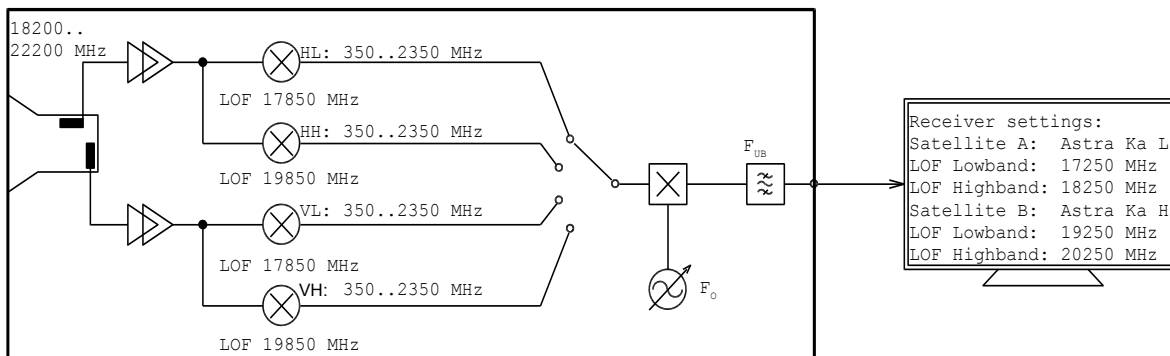 18200..
22200 MHz
HL: 350..2350 MHz
LOF 17850 MHz
HH: 350..2350 MHz
LOF 19850 MHz
VL: 350..2350 MHz
LOF 17850 MHz
VH: 350..2350 MHz
LOF 19850 MHz
F_UB
F_O
Receiver settings:
Satellite A: Astra Ka L
LOF Lowband: 17250 MHz
LOF Highband: 18250 MHz
Satellite B: Astra Ka H
LOF Lowband: 19250 MHz
LOF Highband: 20250 MHz